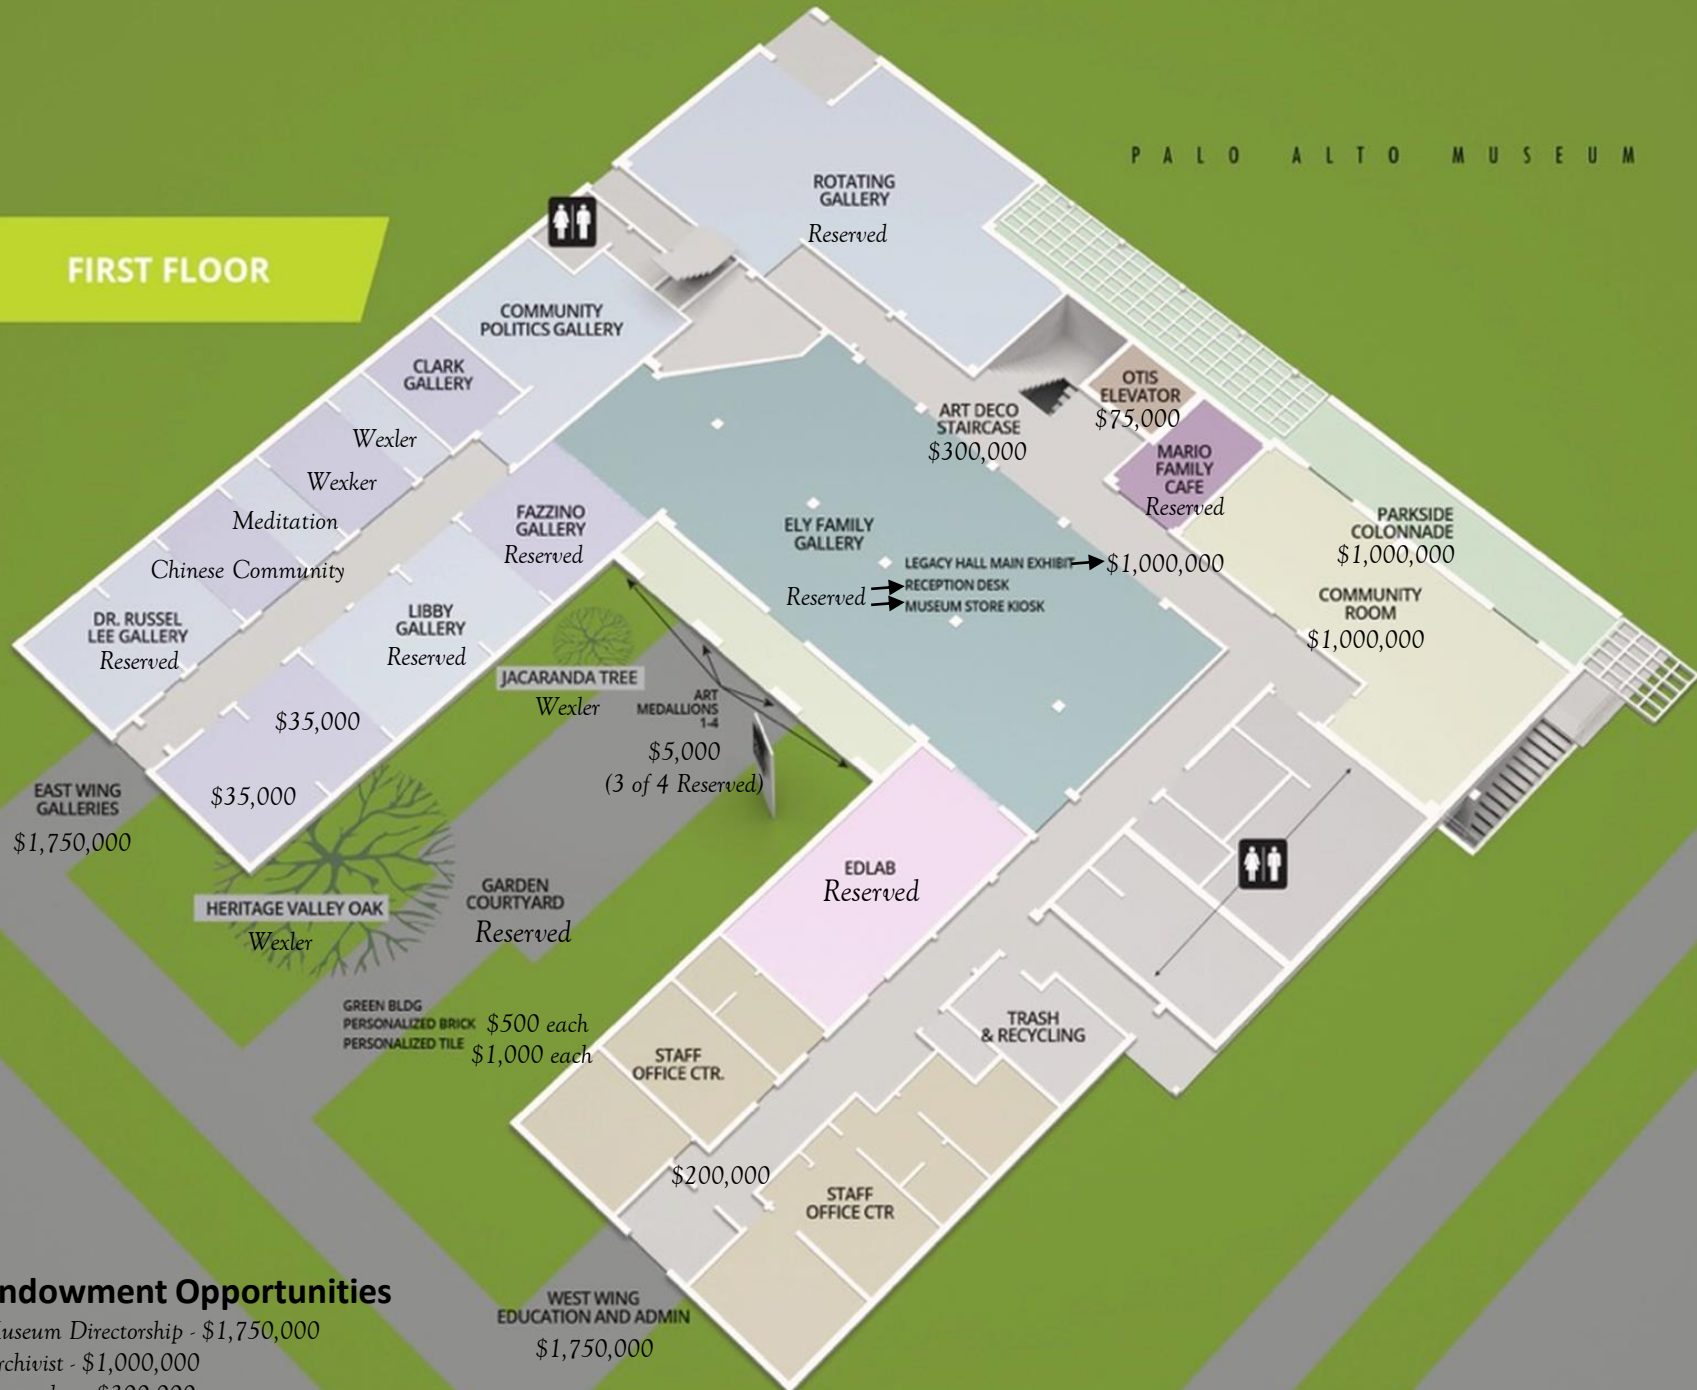 PALO ALTO MUSEUM
FIRST FLOOR
ROTATING
GALLERY
Reserved
COMMUNITY
POLITICS GALLERY
CLARK
GALLERY
Wexler
Wexker
Meditation
Chinese Community
DR. RUSSEL
LEE GALLERY
Reserved
FAZZINO
GALLERY
Reserved
LIBBY
GALLERY
Reserved
$35,000
$35,000
ART DECO
STAIRCASE
$300,000
OTIS
ELEVATOR
$75,000
MARIO
FAMILY
CAFE
Reserved
PARKSIDE
COLONNADE
$1,000,000
COMMUNITY
ROOM
$1,000,000
ELY FAMILY
GALLERY
LEGACY HALL MAIN EXHIBIT
$1,000,000
Reserved
RECEPTION DESK
MUSEUM STORE KIOSK
JACARANDA TREE
Wexler
ART
MEDALLIONS
1-4
$5,000
(3 of 4 Reserved)
EAST WING
GALLERIES
$1,750,000
HERITAGE VALLEY OAK
Wexler
GARDEN
COURTYARD
Reserved
EDLAB
Reserved
GREEN BLDG
PERSONALIZED BRICK $500 each
PERSONALIZED TILE $1,000 each
STAFF
OFFICE CTR.
TRASH
& RECYCLING
$200,000
STAFF
OFFICE CTR
WEST WING
EDUCATION AND ADMIN
$1,750,000
ndowment Opportunities
useum Directorship - $1,750,000
rchivist - $1,000,000